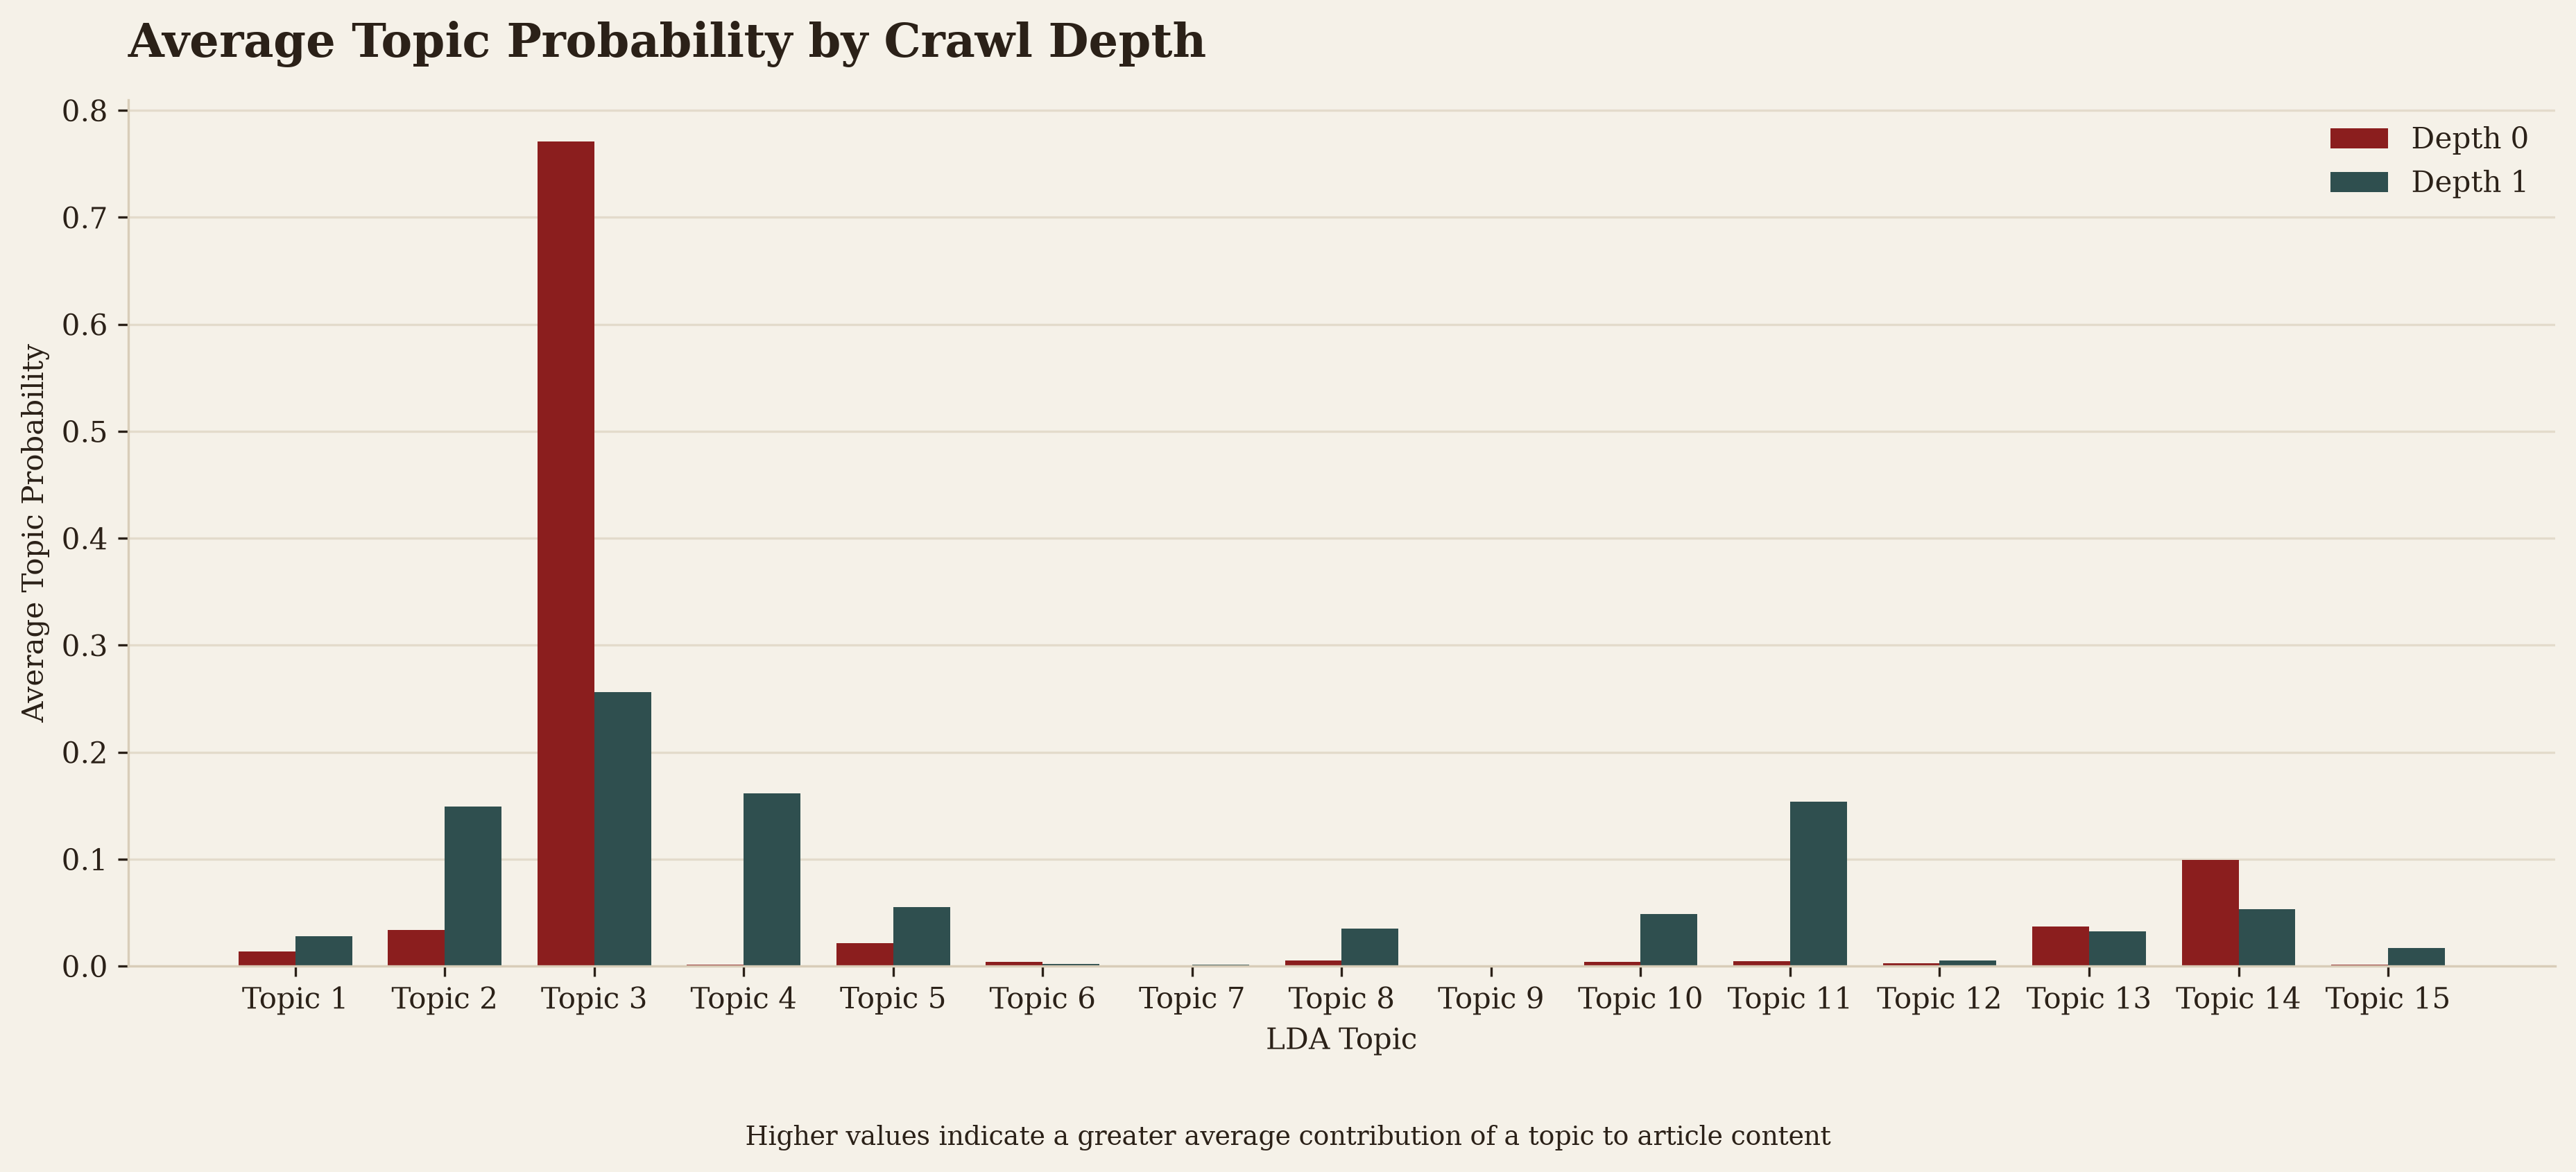 Average Topic Probability by Crawl Depth
Depth 0
Depth 1
Average Topic Probability
0.8
0.7
0.6
0.5
0.4
0.3
0.2
0.1
0.0
Topic 1 Topic 2 Topic 3 Topic 4 Topic 5 Topic 6 Topic 7 Topic 8 Topic 9 Topic 10 Topic 11 Topic 12 Topic 13 Topic 14 Topic 15
LDA Topic
Higher values indicate a greater average contribution of a topic to article content